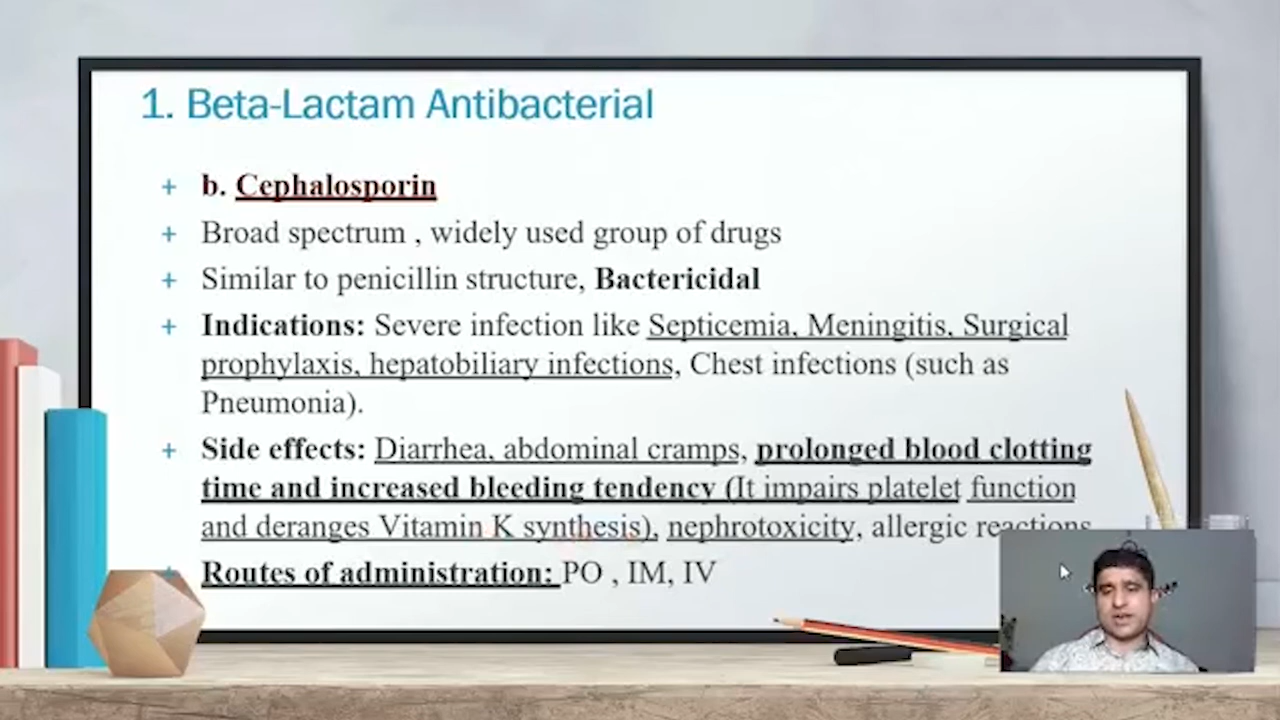 1. Beta-Lactam Antibacterial
+ b. Cephalosporin
+ Broad spectrum , widely used group of drugs
+ Similar to penicillin structure, Bactericidal
+ Indications: Severe infection like Septicemia, Meningitis, Surgical
prophylaxis, hepatobiliary infections, Chest infections (such as
Pneumonia).
+ Side effects: Diarrhea, abdominal cramps, prolonged blood clotting
time and increased bleeding tendency (It impairs platelet function
and deranges Vitamin K synthesis), nephrotoxicity, allergic reactions
+ Routes of administration: PO , IM, IV